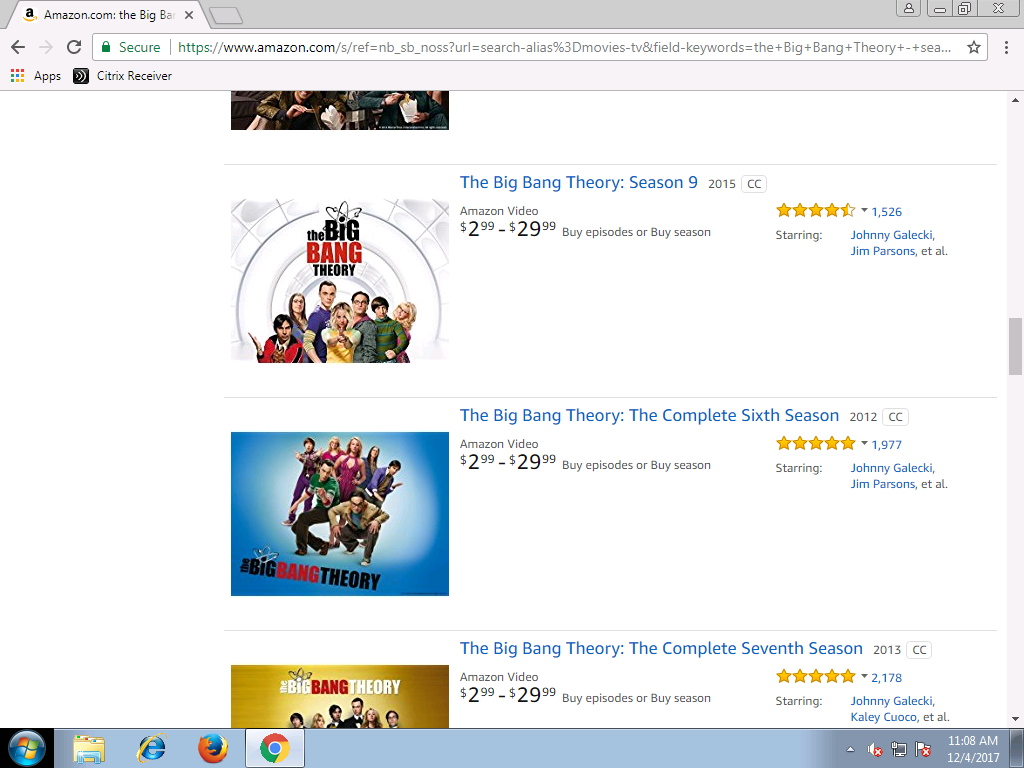 Amazon.com: the Big Ba
Secure
https://www.amazon.com/s/ref=nb_sb_noss?url=search-alias%3Dmovies-tv&field-keywords=the+Big+Bang+Theory+-+sea...
Apps
Citrix Receiver
The Big Bang Theory: Season 9 2015 CC
Amazon Video
$2.99 - $29.99 Buy episodes or Buy season
1,526
Starring: Johnny Galecki,
Jim Parsons, et al.
the BIG
BANG
THEORY
The Big Bang Theory: The Complete Sixth Season 2012 CC
Amazon Video
$2.99 - $29.99 Buy episodes or Buy season
1,977
Starring: Johnny Galecki,
Jim Parsons, et al.
the BIG BANG THEORY
The Big Bang Theory: The Complete Seventh Season 2013 CC
Amazon Video
$2.99 - $29.99 Buy episodes or Buy season
2,178
Starring: Johnny Galecki,
Kaley Cuoco, et al.
the BIG BANG THEORY
11:08 AM
12/4/2017